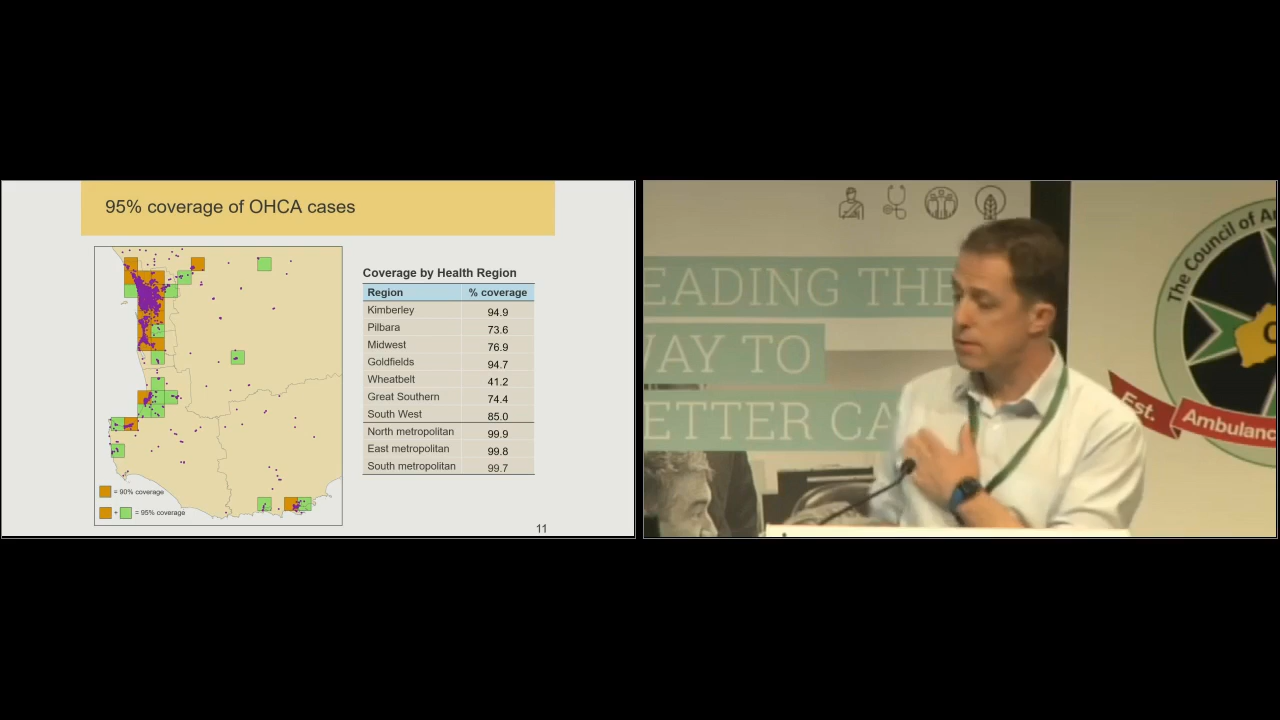 95% coverage of OHCA cases
Coverage by Health Region
Region % coverage
Kimberley 94.9
Pilbara 73.6
Midwest 76.9
Goldfields 94.7
Wheatbelt 41.2
Great Southern 74.4
South West 85.0
North metropolitan 99.9
East metropolitan 99.8
South metropolitan 99.7
= 90% coverage
+ = 95% coverage
11
EADING THE
WAY TO
ETTER CA
The Council of A
Est.
Ambulanc